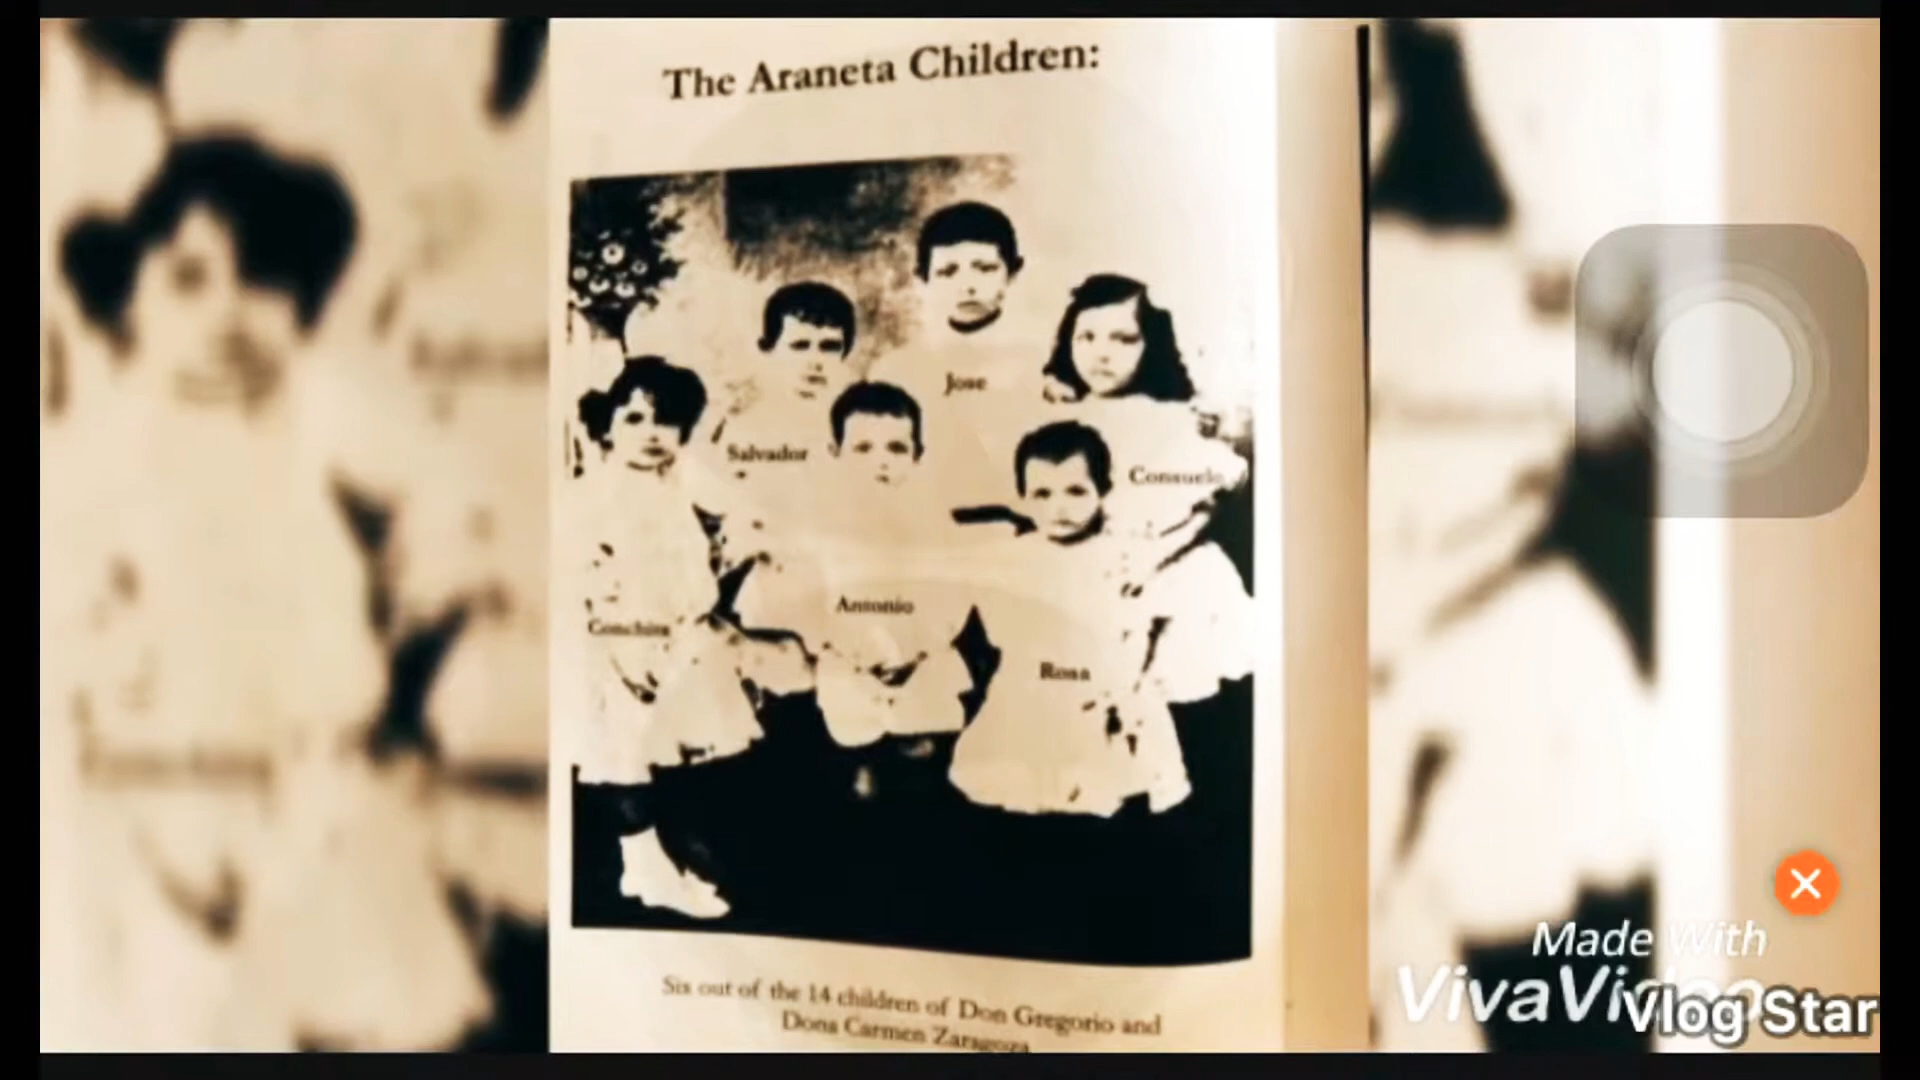 The Araneta Children:
Jose
Salvador
Consuelo
Antonio
Conchita
Rosa
Six out of the 14 children of Don Gregorio and
Dona Carmen Zaragoza
Made With
VivaVideo
Vlog Star